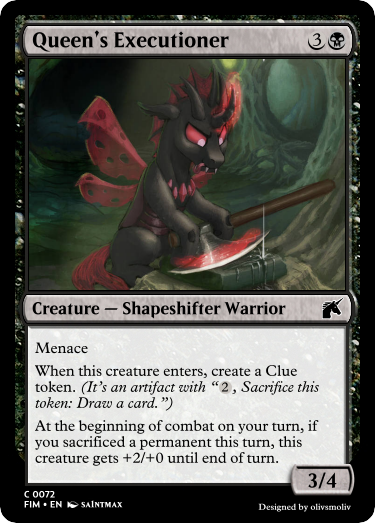 Queen's Executioner 3
Creature — Shapeshifter Warrior
Menace
When this creature enters, create a Clue
token. (It's an artifact with "2, Sacrifice this
token: Draw a card.")
At the beginning of combat on your turn, if
you sacrificed a permanent this turn, this
creature gets +2/+0 until end of turn.
3/4
C 0072
FIM • EN SAINTMAX
Designed by olivsmoliv